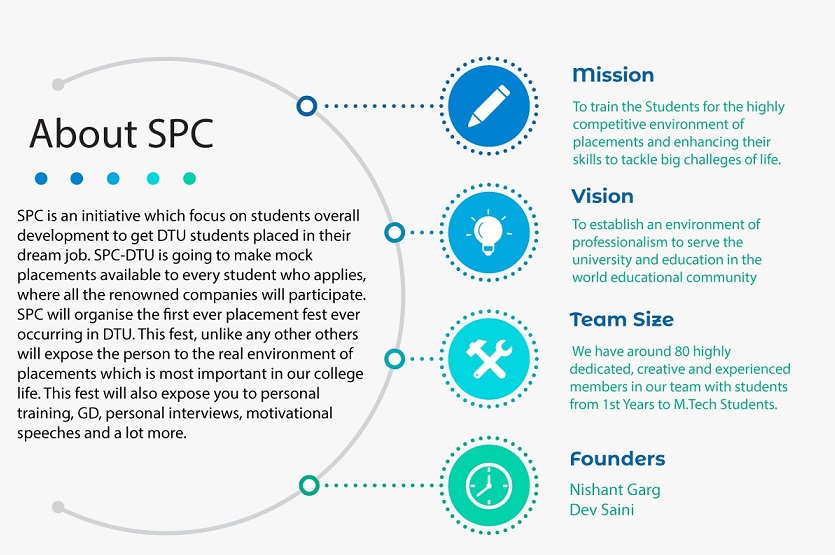 About SPC
SPC is an initiative which focus on students overall
development to get DTU students placed in their
dream job. SPC-DTU is going to make mock
placements available to every student who applies,
where all the renowned companies will participate.
SPC will organise the first ever placement fest ever
occurring in DTU. This fest, unlike any other others
will expose the person to the real environment of
placements which is most important in our college
life. This fest will also expose you to personal
training, GD, personal interviews, motivational
speeches and a lot more.
Mission
To train the Students for the highly
competitive environment of
placements and enhancing their
skills to tackle big challeges of life.
Vision
To establish an environment of
professionalism to serve the
university and education in the
world educational community
Team Size
We have around 80 highly
dedicated, creative and experienced
members in our team with students
from 1st Years to M.Tech Students.
Founders
Nishant Garg
Dev Saini